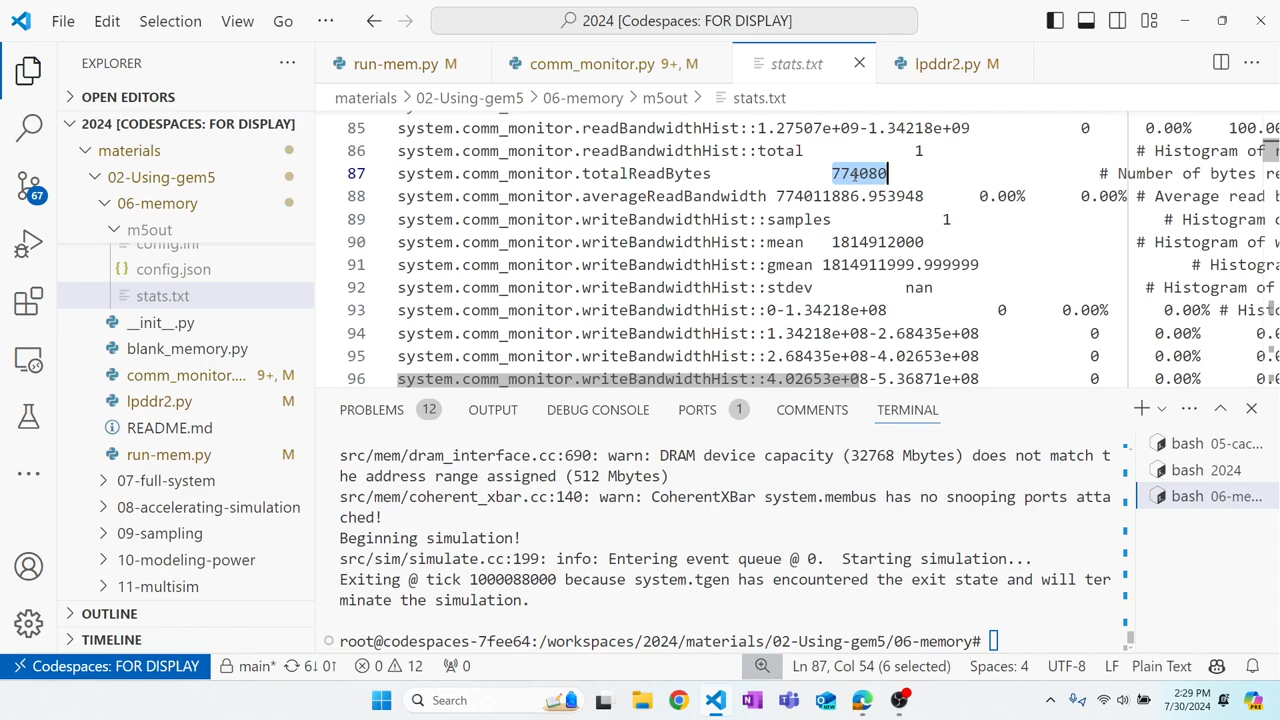 File Edit Selection View Go ··· 2024 [Codespaces: FOR DISPLAY]
EXPLORER
OPEN EDITORS
2024 [CODESPACES: FOR DISPLAY]
materials
02-Using-gem5
06-memory
m5out
config.ini
config.json
stats.txt
__init__.py
blank_memory.py
comm_monitor.... 9+, M
lpddr2.py M
README.md
run-mem.py M
07-full-system
08-accelerating-simulation
09-sampling
10-modeling-power
11-multisim
OUTLINE
TIMELINE
67
run-mem.py M comm_monitor.py 9+, M stats.txt lpddr2.py M
materials > 02-Using-gem5 > 06-memory > m5out > stats.txt
85 system.comm_monitor.readBandwidthHist::1.27507e+09-1.34218e+09 0 0.00% 100.00
86 system.comm_monitor.readBandwidthHist::total 1 # Histogram of r
87 system.comm_monitor.totalReadBytes 774080 # Number of bytes re
88 system.comm_monitor.averageReadBandwidth 774011886.953948 0.00% 0.00%
89 system.comm_monitor.writeBandwidthHist::samples 1 # Histogram o
90 system.comm_monitor.writeBandwidthHist::mean 1814912000 # Histogram of w
91 system.comm_monitor.writeBandwidthHist::gmean 1814911999.999999 # Histogra
92 system.comm_monitor.writeBandwidthHist::stdev nan # Histogram of
93 system.comm_monitor.writeBandwidthHist::0-1.34218e+08 0 0.00% 0.00% # Hist
94 system.comm_monitor.writeBandwidthHist::1.34218e+08-2.68435e+08 0 0.00% 0.0
95 system.comm_monitor.writeBandwidthHist::2.68435e+08-4.02653e+08 0 0.00% 0.0
96 system.comm_monitor.writeBandwidthHist::4.02653e+08-5.36871e+08 0 0.00% 0.0
PROBLEMS 12 OUTPUT DEBUG CONSOLE PORTS 1 COMMENTS TERMINAL
src/mem/dram_interface.cc:690: warn: DRAM device capacity (32768 Mbytes) does not match t
he address range assigned (512 Mbytes)
src/mem/coherent_xbar.cc:140: warn: CoherentXBar system.membus has no snooping ports atta
ched!
Beginning simulation!
src/sim/simulate.cc:199: info: Entering event queue @ 0.  Starting simulation...
Exiting @ tick 1000088000 because system.tgen has encountered the exit state and will ter
minate the simulation.
root@codespaces-7fee64:/workspaces/2024/materials/02-Using-gem5/06-memory#
bash 05-cac...
bash 2024
bash 06-me...
Codespaces: FOR DISPLAY main* 6↓ 0↑ 0 12 0 Ln 87, Col 54 (6 selected) Spaces: 4 UTF-8 LF Plain Text
Search
2:29 PM
7/30/2024